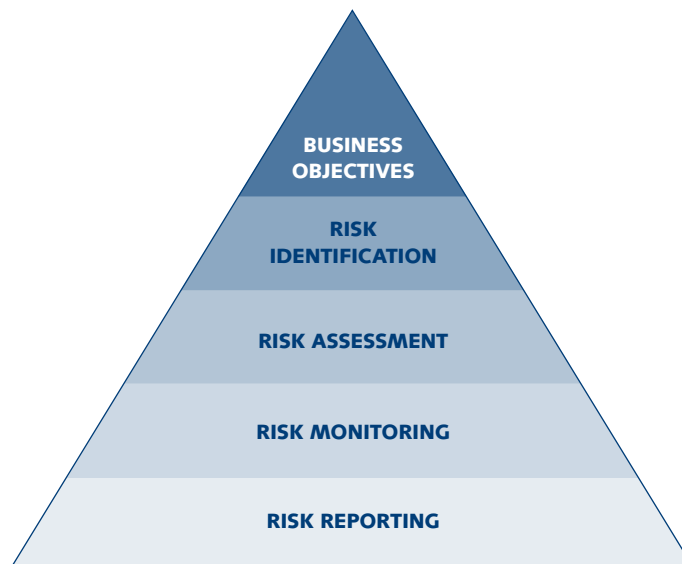 BUSINESS
OBJECTIVES
RISK
IDENTIFICATION
RISK ASSESSMENT
RISK MONITORING
RISK REPORTING